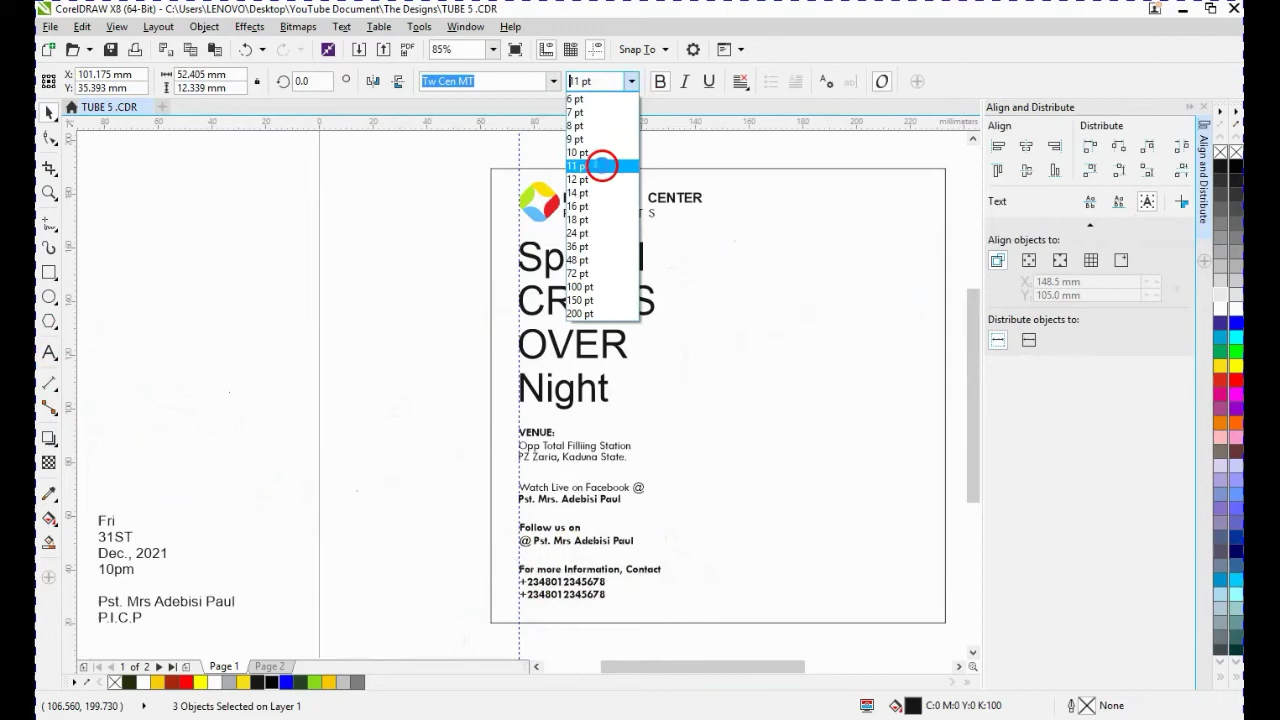 CorelDRAW X8 (64-Bit) - C:\Users\LENOVO\Desktop\YouTube Document\The Designs\TUBE 5 .CDR
File Edit View Layout Object Effects Bitmaps Text Table Tools Window Help
85% Snap To
X: 101.175 mm 52.405 mm 0.0 Tw Cen MT 11 pt
Y: 35.393 mm 12.339 mm
TUBE 5 .CDR
Align and Distribute
millimeters
6 pt
7 pt
8 pt
9 pt
10 pt
11 p
12 pt
14 pt
16 pt
18 pt
24 pt
36 pt
48 pt
72 pt
100 pt
150 pt
200 pt
CENTER
S
Sp
CR S
OVER
Night
VENUE:
Opp Total Filliing Station
PZ Zaria, Kaduna State.
Watch Live on Facebook @
Pst. Mrs. Adebisi Paul
Follow us on
@ Pst. Mrs Adebisi Paul
For more Information, Contact
+2348012345678
+2348012345678
Fri
31ST
Dec., 2021
10pm
Pst. Mrs Adebisi Paul
P.I.C.P
Align Distribute
Text
Align objects to:
X: 148.5 mm
Y: 105.0 mm
Distribute objects to:
Align and Distribute
1 of 2 Page 1 Page 2
(106.560, 199.730) 3 Objects Selected on Layer 1 C:0 M:0 Y:0 K:100 None